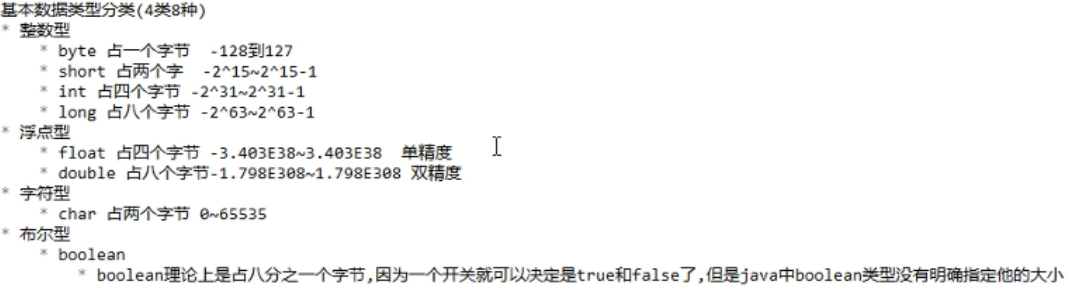 基本数据类型分类(4类8种)
* 整数型
* byte 占一个字节 -128到127
* short 占两个字 -2^15~2^15-1
* int 占四个字节 -2^31~2^31-1
* long 占八个字节 -2^63~2^63-1
* 浮点型
* float 占四个字节 -3.403E38~3.403E38 单精度
* double 占八个字节-1.798E308~1.798E308 双精度
* 字符型
* char 占两个字节 0~65535
* 布尔型
* boolean
* boolean理论上是占八分之一个字节,因为一个开关就可以决定是true和false了,但是java中boolean类型没有明确指定他的大小